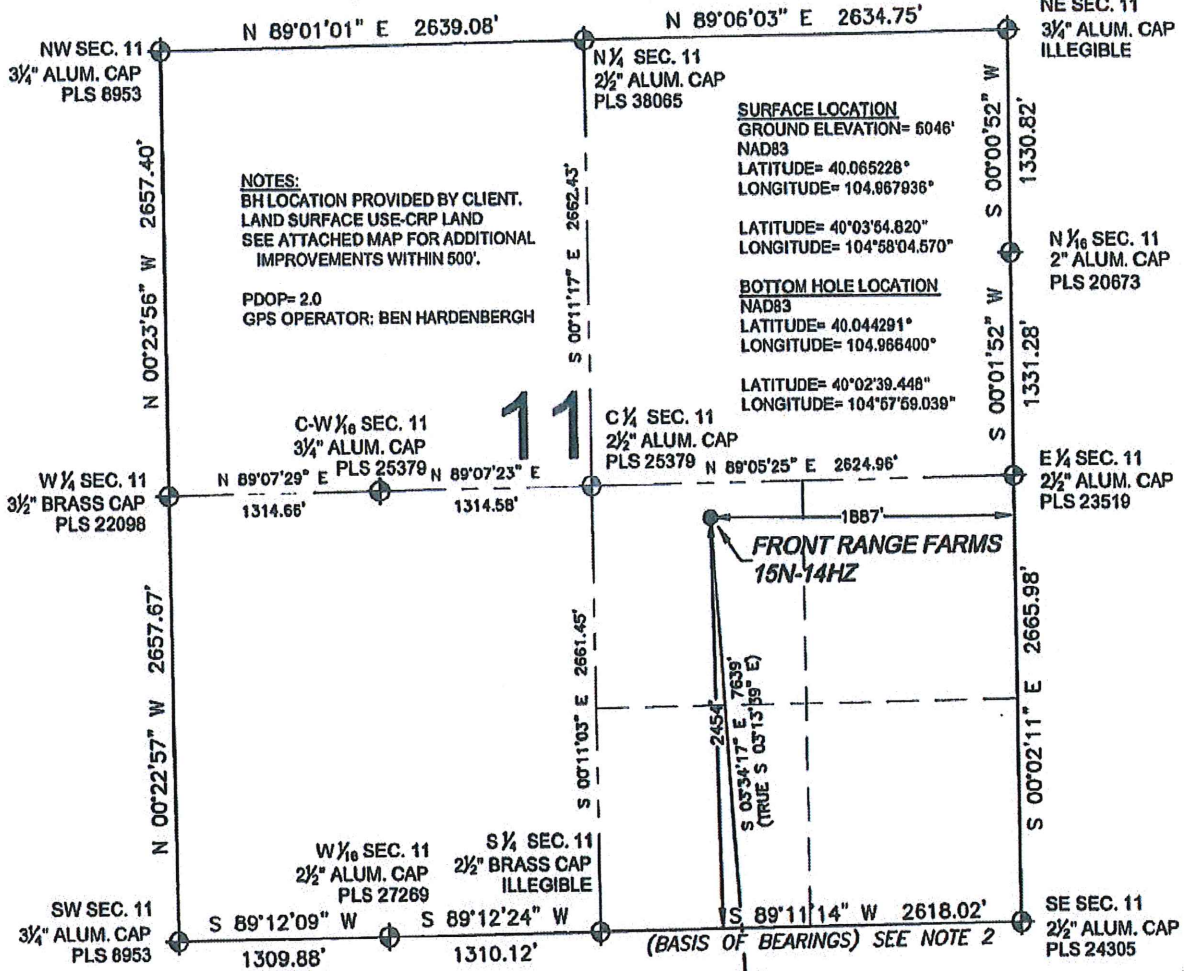 N 89°01'01" E 2639.08'
N 89°06'03" E 2634.75'
NE SEC. 11
3¼" ALUM. CAP
ILLEGIBLE
NW SEC. 11
3¼" ALUM. CAP
PLS 8953
N ¼ SEC. 11
2½" ALUM. CAP
PLS 38065
SURFACE LOCATION
GROUND ELEVATION= 5046'
NAD83
LATITUDE= 40.065228°
LONGITUDE= 104.967936°
LATITUDE= 40°03'54.820"
LONGITUDE= 104°58'04.570"
BOTTOM HOLE LOCATION
NAD83
LATITUDE= 40.044291°
LONGITUDE= 104.966400°
LATITUDE= 40°02'39.448"
LONGITUDE= 104°57'59.039"
NOTES:
BH LOCATION PROVIDED BY CLIENT.
LAND SURFACE USE-CRP LAND
SEE ATTACHED MAP FOR ADDITIONAL
IMPROVEMENTS WITHIN 500'.
PDOP= 2.0
GPS OPERATOR: BEN HARDENBERGH
N 00°23'56" W 2657.40'
S 00°11'17" E 2662.43'
S 00°00'52" W
1330.82'
N 1⁄16 SEC. 11
2" ALUM. CAP
PLS 20673
S 00°01'52" W
1331.28'
11
C-W 1⁄16 SEC. 11
3¼" ALUM. CAP
PLS 25379
C ¼ SEC. 11
2½" ALUM. CAP
PLS 25379
W ¼ SEC. 11
3½" BRASS CAP
PLS 22098
N 89°07'29" E
1314.66'
N 89°07'23" E
1314.58'
N 89°05'25" E 2624.96'
E ¼ SEC. 11
2½" ALUM. CAP
PLS 23519
1887'
FRONT RANGE FARMS
15N-14HZ
N 00°22'57" W 2657.67'
S 00°11'03" E 2661.45'
2454'
S 03°34'17" E 7639'
(TRUE S 03°13'39" E)
S 00°02'11" E 2665.98'
W 1⁄16 SEC. 11
2½" ALUM. CAP
PLS 27269
S ¼ SEC. 11
2½" BRASS CAP
ILLEGIBLE
SW SEC. 11
3¼" ALUM. CAP
PLS 8953
S 89°12'09" W
1309.88'
S 89°12'24" W
1310.12'
S 89°11'14" W 2618.02'
(BASIS OF BEARINGS) SEE NOTE 2
SE SEC. 11
2½" ALUM. CAP
PLS 24305